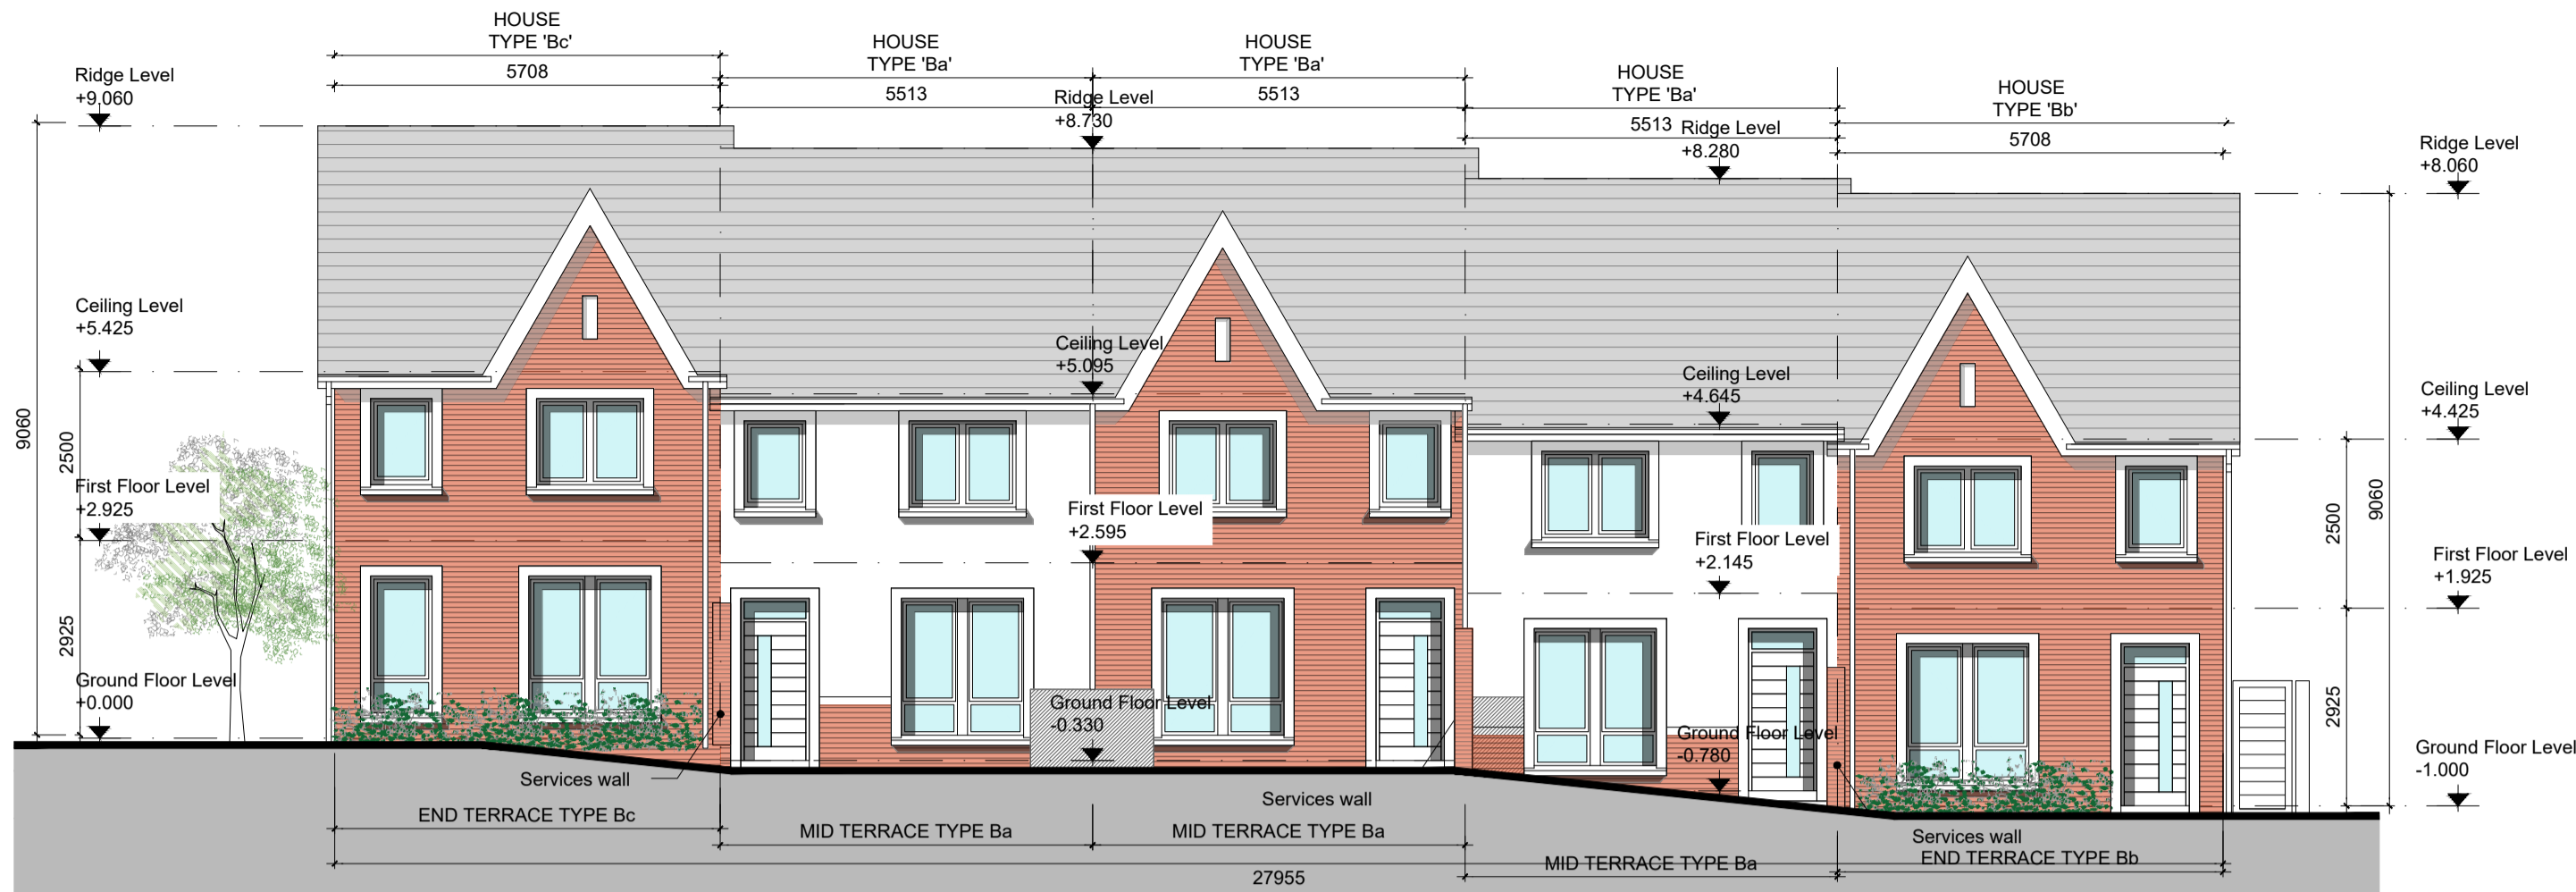 HOUSE
TYPE 'Bc'
5708
HOUSE
TYPE 'Ba'
5513
HOUSE
TYPE 'Ba'
5513
HOUSE
TYPE 'Ba'
5513
HOUSE
TYPE 'Bb'
5708
Ridge Level
+9.060
Ridge Level
+8.730
Ridge Level
+8.280
Ridge Level
+8.060
Ceiling Level
+5.425
Ceiling Level
+5.095
Ceiling Level
+4.645
Ceiling Level
+4.425
9060
2500
2925
First Floor Level
+2.925
First Floor Level
+2.595
First Floor Level
+2.145
First Floor Level
+1.925
2500
9060
2925
Ground Floor Level
+0.000
Ground Floor Level
-0.330
Ground Floor Level
-0.780
Ground Floor Level
-1.000
Services wall
Services wall
Services wall
END TERRACE TYPE Bc
MID TERRACE TYPE Ba
MID TERRACE TYPE Ba
MID TERRACE TYPE Ba
END TERRACE TYPE Bb
27955